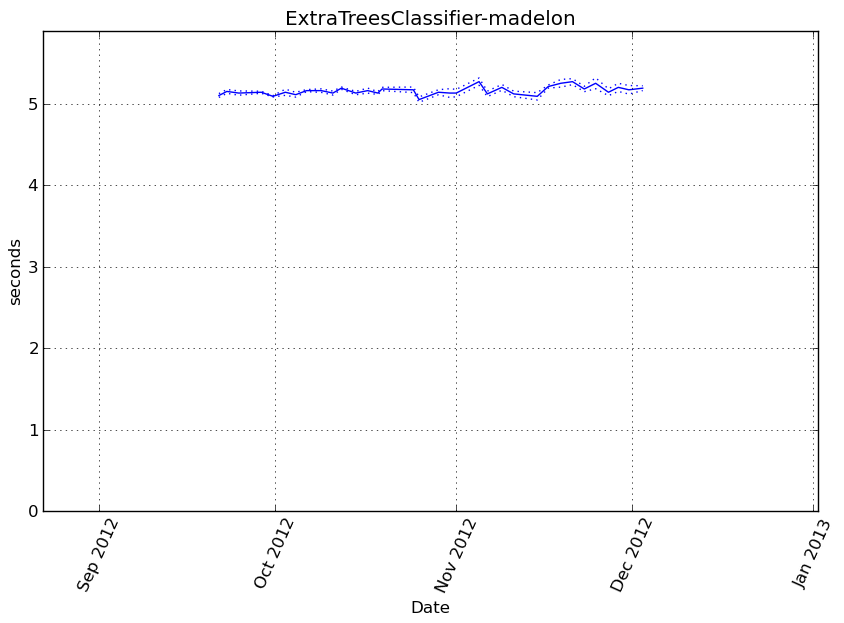 ExtraTreesClassifier-madelon
5
4
3
2
1
0
seconds
Sep 2012
Oct 2012
Nov 2012
Dec 2012
Jan 2013
Date